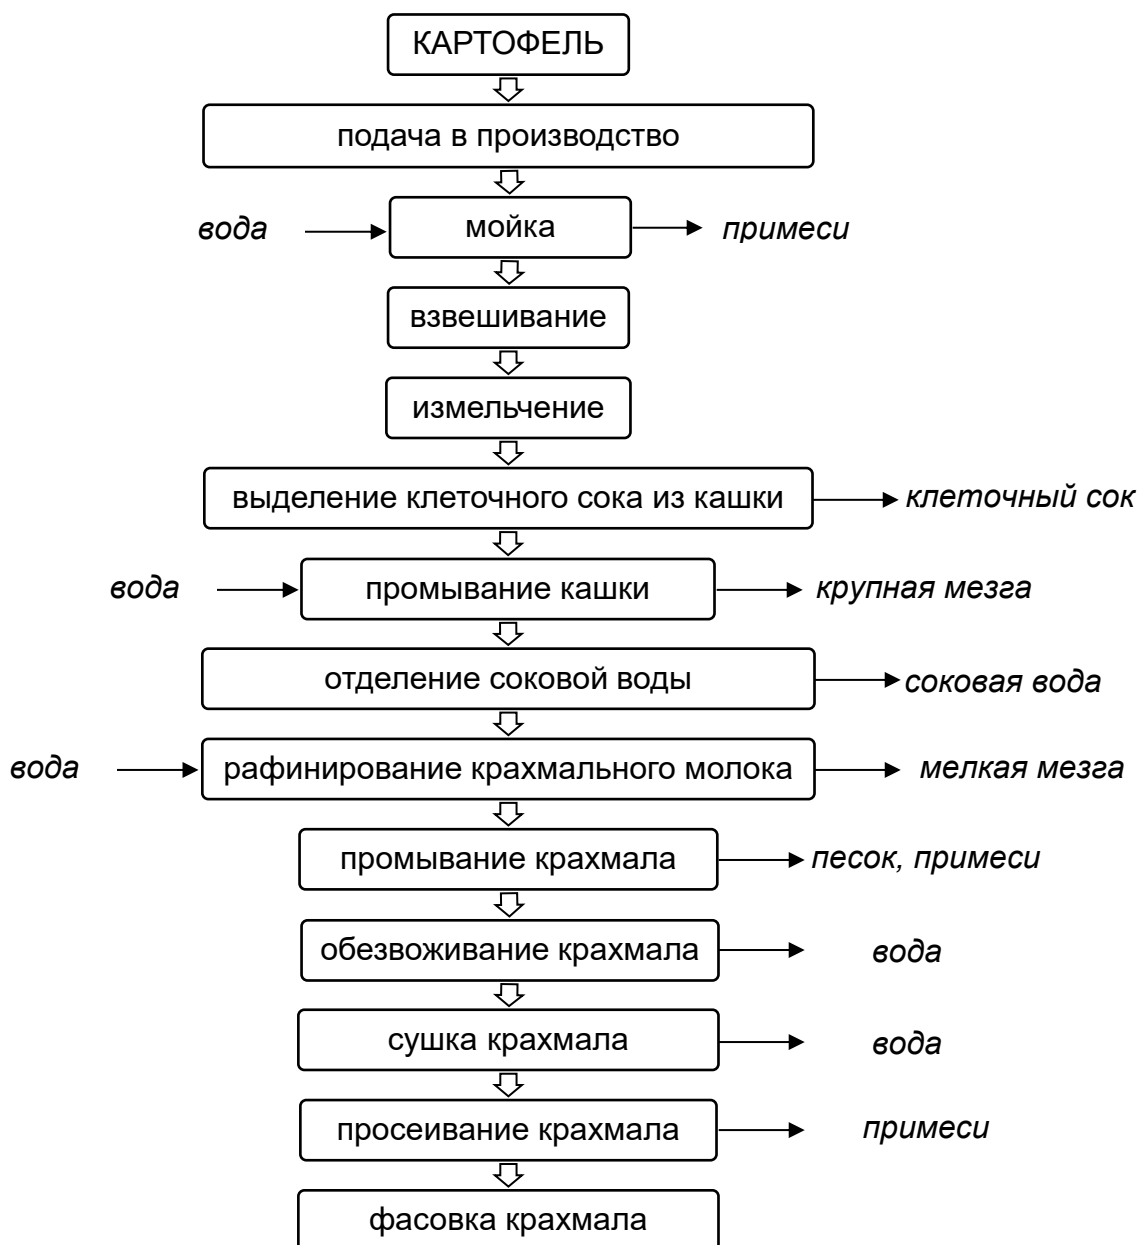 КАРТОФЕЛЬ
подача в производство
вода
мойка
примеси
взвешивание
измельчение
выделение клеточного сока из кашки
клеточный сок
вода
промывание кашки
крупная мезга
отделение соковой воды
соковая вода
вода
рафинирование крахмального молока
мелкая мезга
промывание крахмала
песок, примеси
обезвоживание крахмала
вода
сушка крахмала
вода
просеивание крахмала
примеси
фасовка крахмала